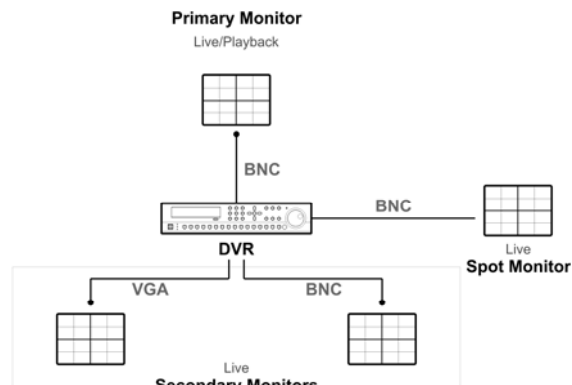 Primary Monitor
Live/Playback
BNC
BNC
DVR
Live
Spot Monitor
VGA
BNC
Live
Secondary Monitors